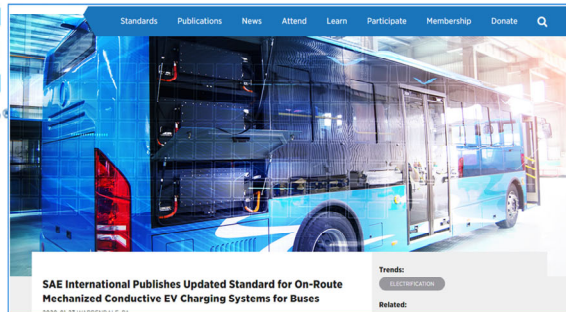 Standards Publications News Attend Learn Participate Membership Donate
SAE International Publishes Updated Standard for On-Route
Mechanized Conductive EV Charging Systems for Buses
Trends:
ELECTRIFICATION
Related: